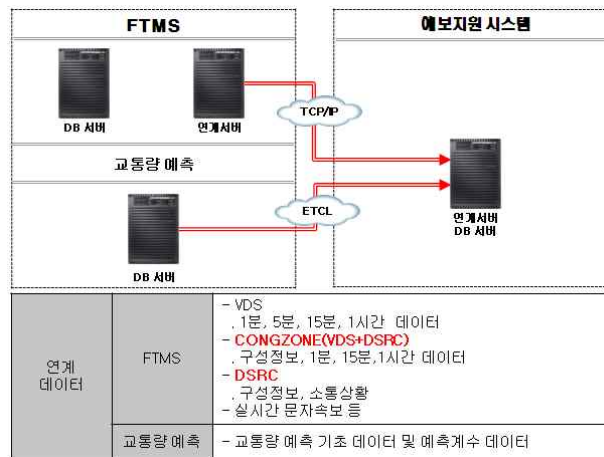 FTMS
예보지원 시스템
DB 서버
연계서버
TCP/IP
교통량 예측
연계서버
DB 서버
ETCL
DB 서버
연계
데이터
FTMS
- VDS
. 1분, 5분, 15분, 1시간 데이터
- CONGZONE(VDS+DSRC)
. 구성정보, 1분, 15분,1시간 데이터
- DSRC
. 구성정보, 소통상황
- 실시간 문자속보 등
교통량 예측
- 교통량 예측 기초 데이터 및 예측계수 데이터